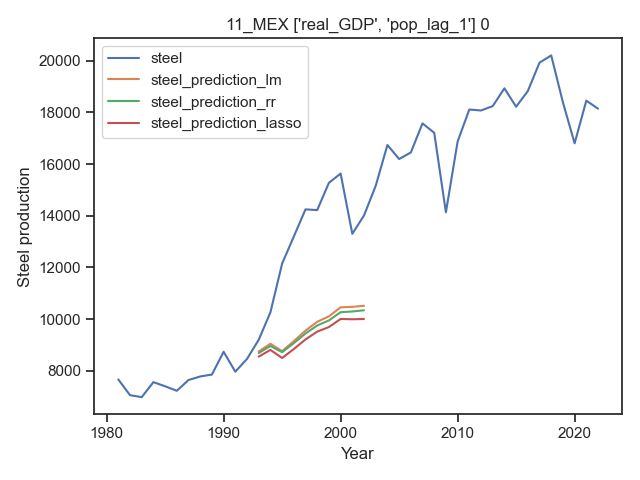 11_MEX ['real_GDP', 'pop_lag_1'] 0
steel
steel_prediction_lm
steel_prediction_rr
steel_prediction_lasso
Steel production
20000
18000
16000
14000
12000
10000
8000
1980
1990
2000
2010
2020
Year